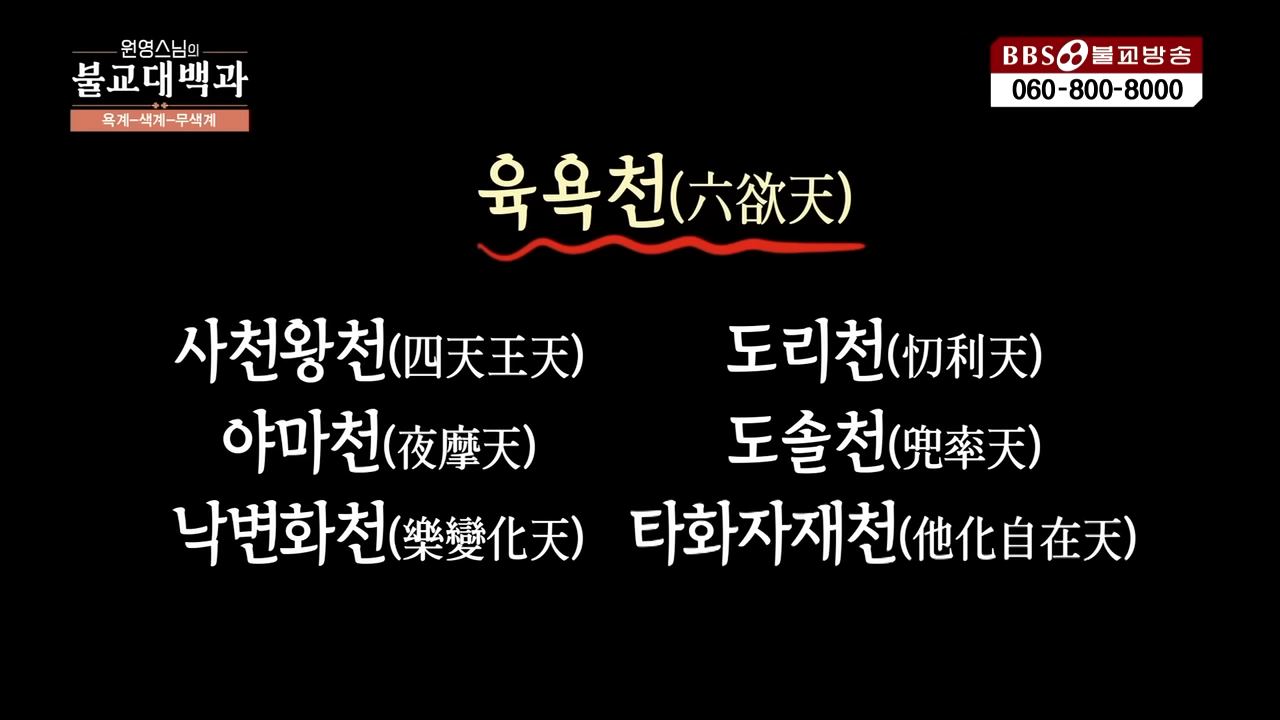 원영스님의
불교대백과
욕계-색계-무색계
BBS 불교방송
060-800-8000
육욕천(六欲天)
사천왕천(四天王天) 도리천(忉利天)
야마천(夜摩天) 도솔천(兜率天)
낙변화천(樂變化天) 타화자재천(他化自在天)